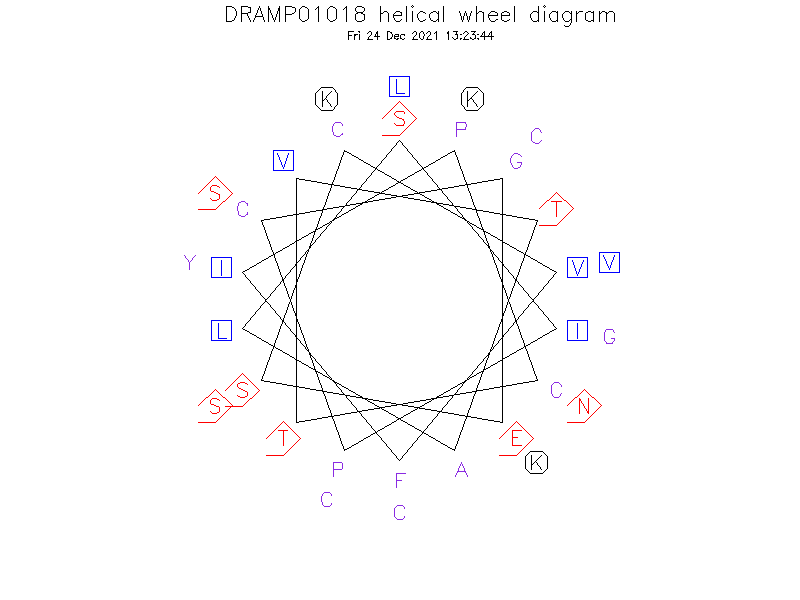 DRAMP01018 helical wheel diagram
Fri 24 Dec 2021 13:23:44
L
K K
S
C P
C
V G
S T
C
Y I V V
L I G
S C
S N
T E
K
P F A
C
C